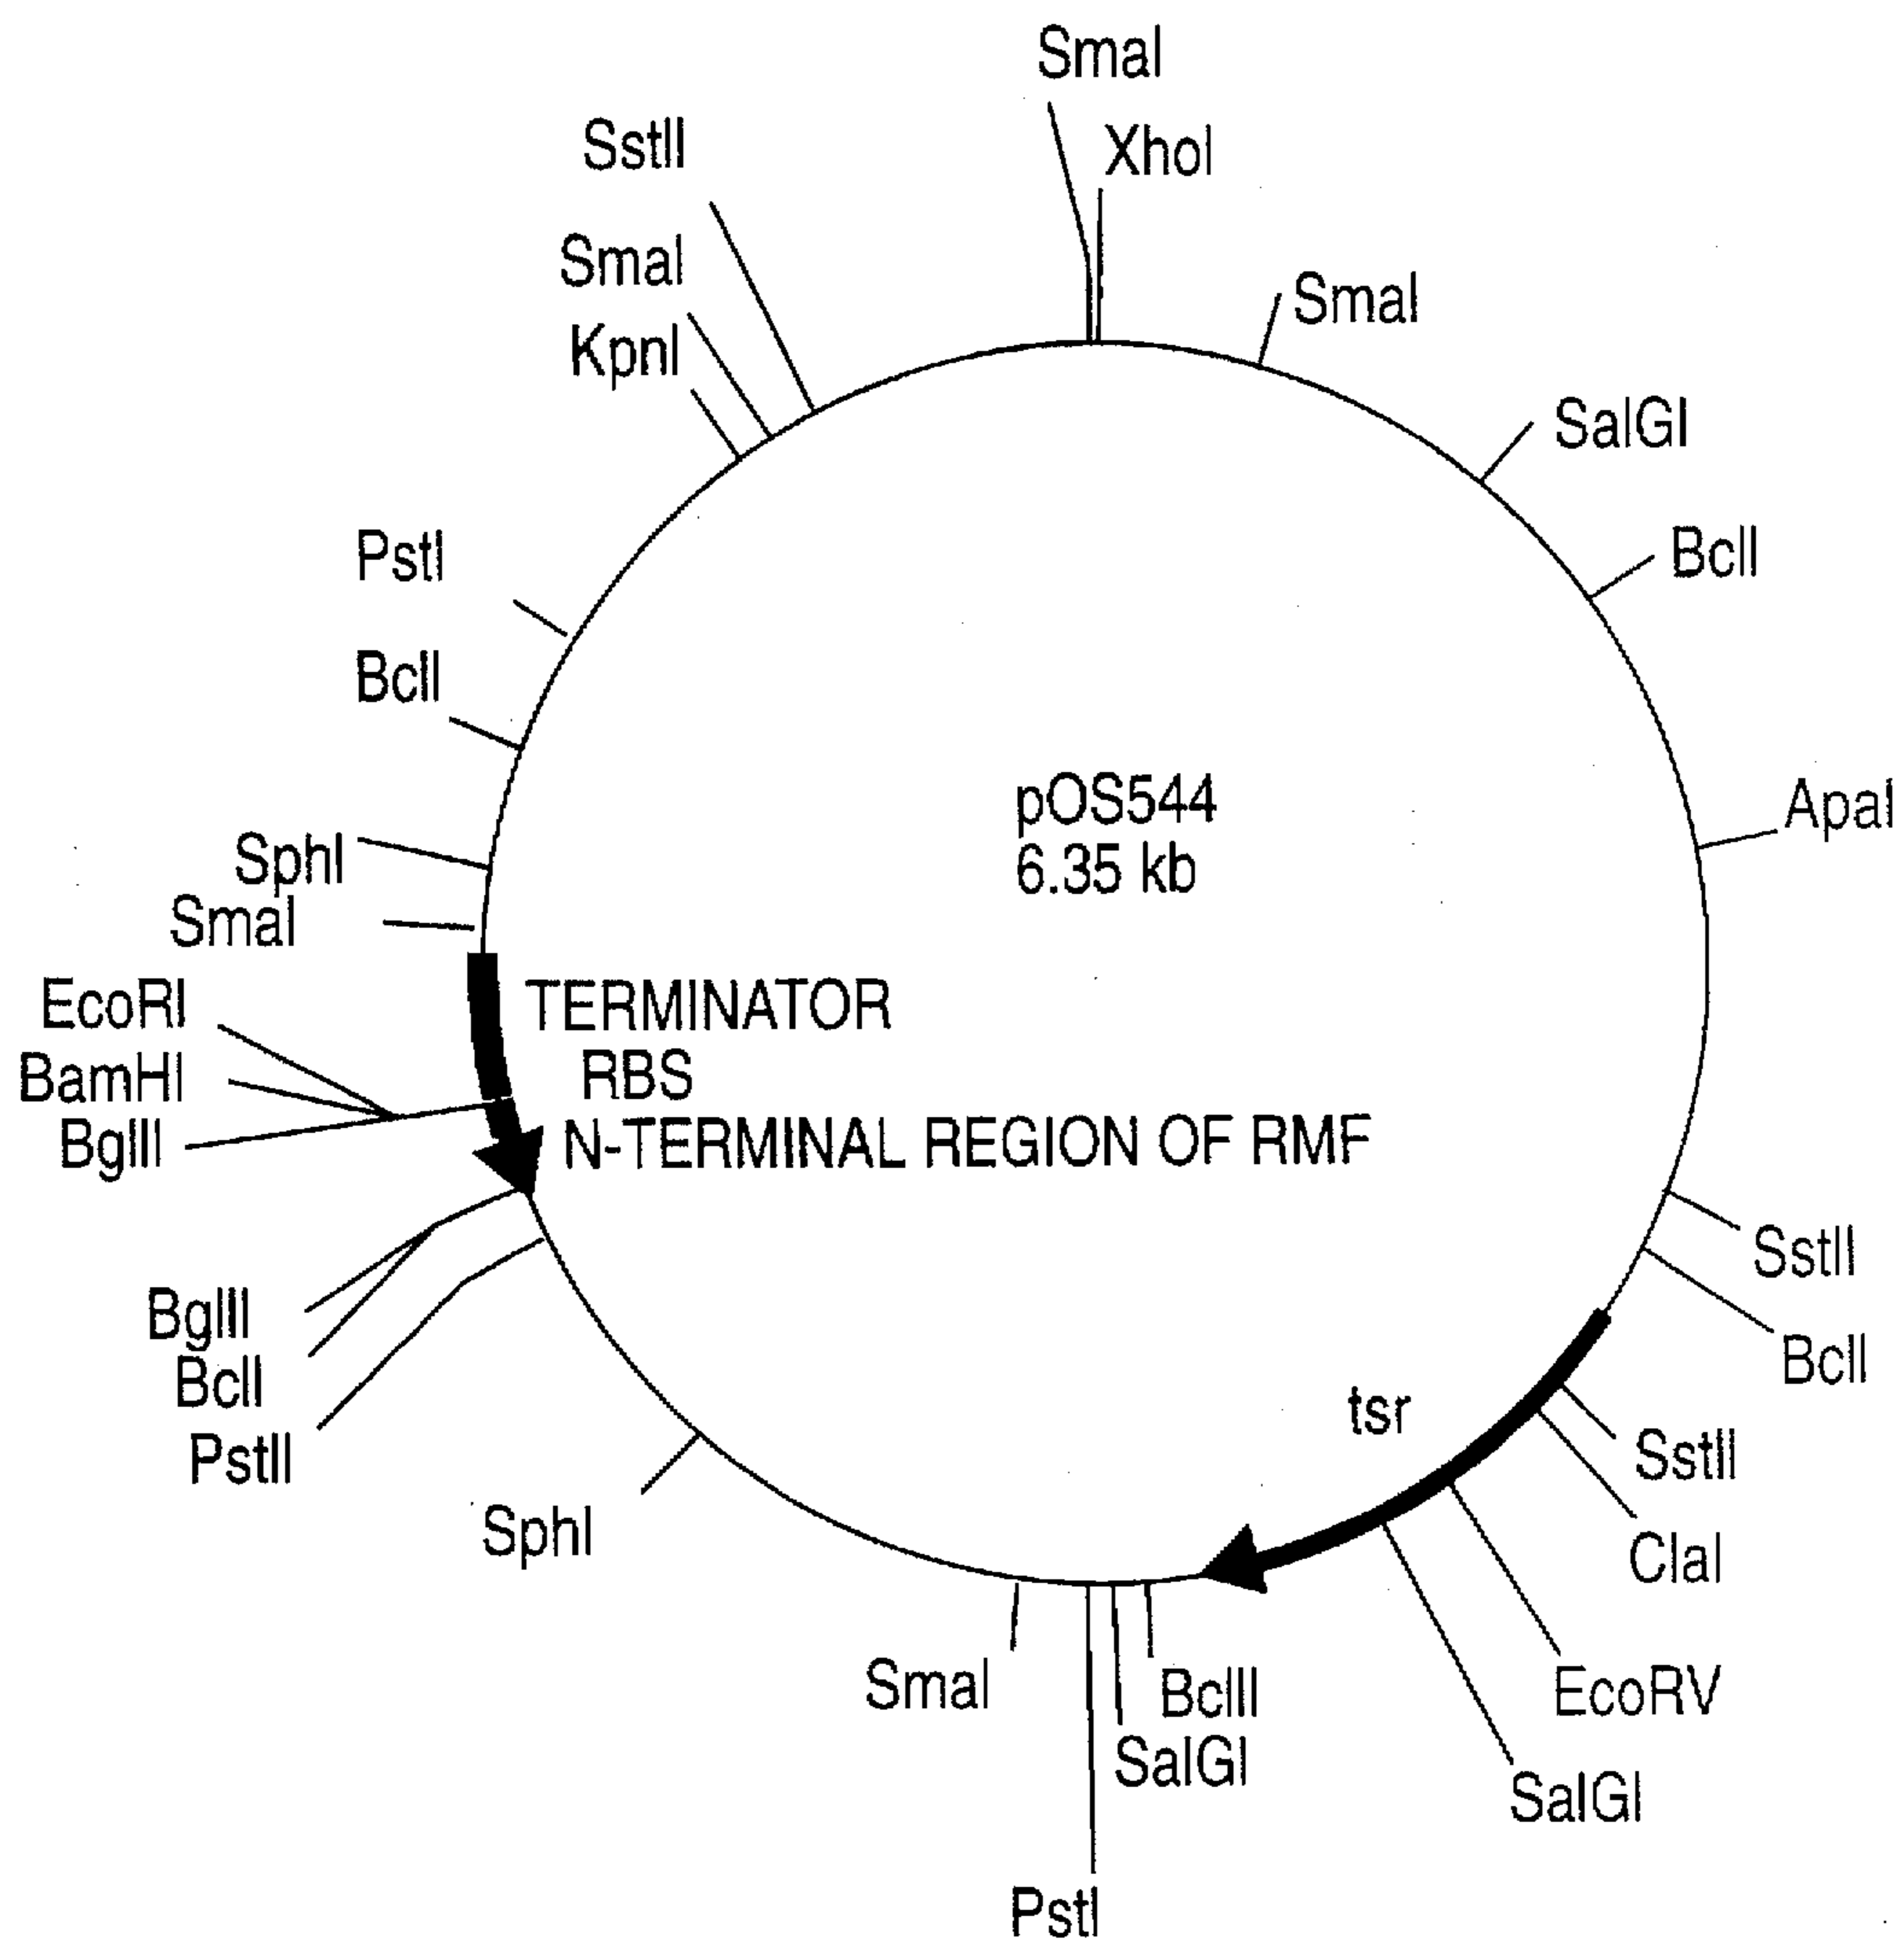 SmaI
XhoI
SstII
SmaI
KpnI
SmaI
SalGI
PstI
BclI
BclI
pOS544
6.35 kb
ApaI
SphI
SmaI
EcoRI
BamHI
BglII
TERMINATOR
RBS
N-TERMINAL REGION OF RMF
SstII
BclI
BglII
BclI
PstII
tsr
SstII
ClaI
SphI
SmaI
BclII
EcoRV
SalGI
SalGI
PstI